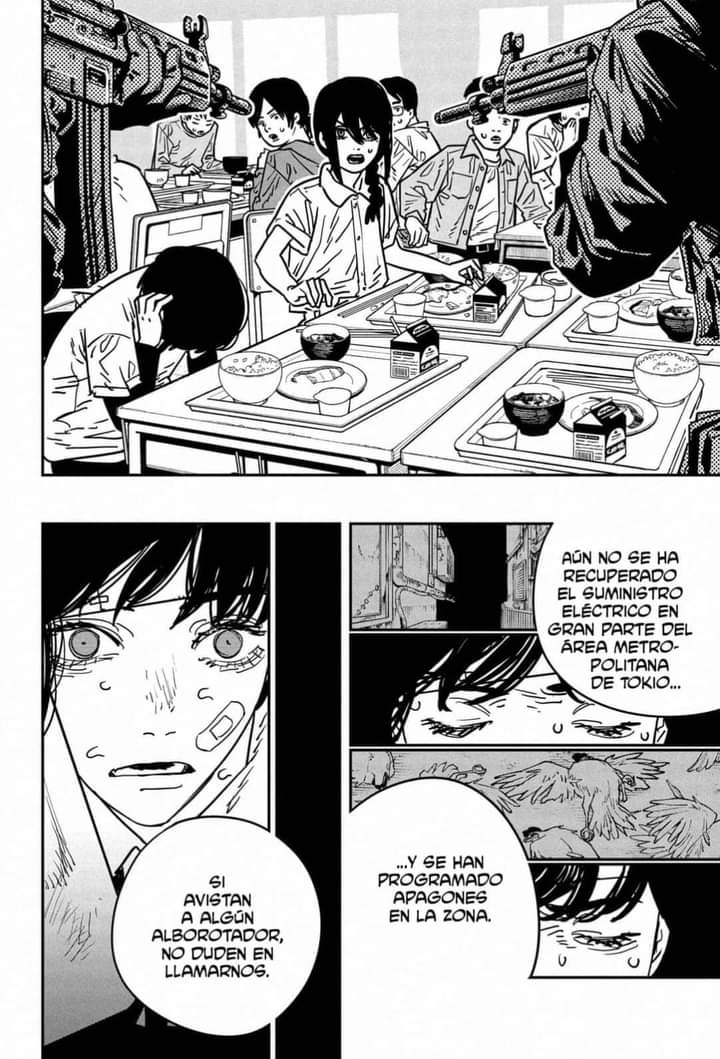 AÚN NO SE HA
RECUPERADO
EL SUMINISTRO
ELÉCTRICO EN
GRAN PARTE DEL
ÁREA METRO-
POLITANA
DE TOKIO...
...Y SE HAN
PROGRAMADO
APAGONES
EN LA ZONA.
SI
AVISTAN
A ALGÚN
ALBOROTADOR,
NO DUDEN EN
LLAMARNOS.